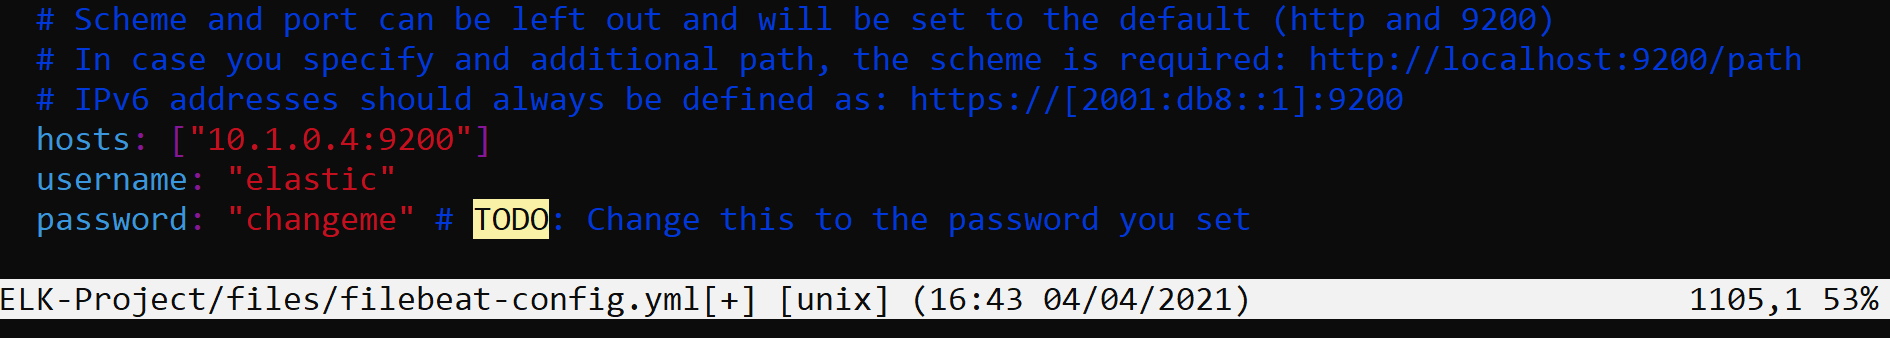 # Scheme and port can be left out and will be set to the default (http and 9200)
# In case you specify and additional path, the scheme is required: http://localhost:9200/path
# IPv6 addresses should always be defined as: https://[2001:db8::1]:9200
hosts: ["10.1.0.4:9200"]
username: "elastic"
password: "changeme" # TODO: Change this to the password you set
ELK-Project/files/filebeat-config.yml[+] [unix] (16:43 04/04/2021) 1105,1 53%